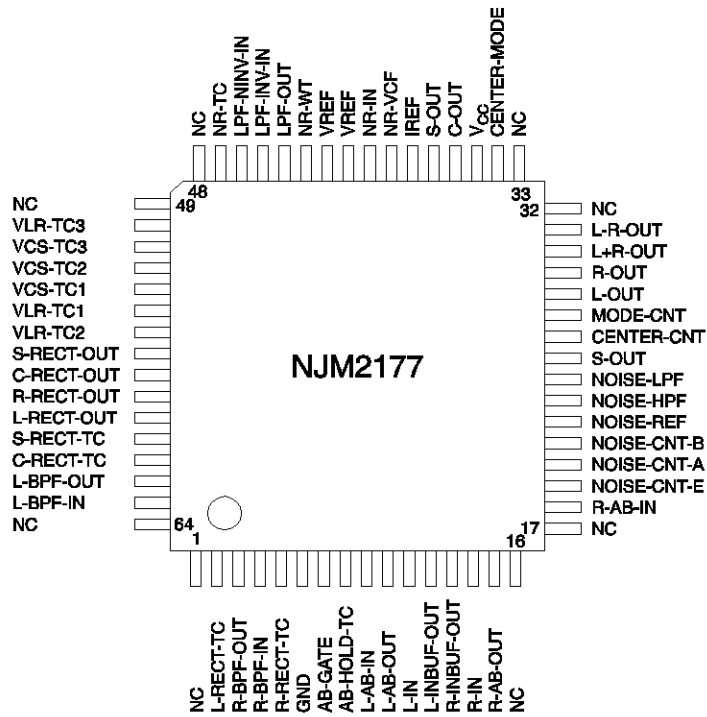 NC
NR-TC
LPF-NINV-IN
LPF-INV-IN
LPF-OUT
NR-WT
VREF
VREF
NR-IN
NR-VCF
IREF
S-OUT
C-OUT
VCC
CENTER-MODE
NC
48
33
49
32
NC
VLR-TC3
VCS-TC3
VCS-TC2
VCS-TC1
VLR-TC1
VLR-TC2
S-RECT-OUT
C-RECT-OUT
R-RECT-OUT
L-RECT-OUT
S-RECT-TC
C-RECT-TC
L-BPF-OUT
L-BPF-IN
NC
NJM2177
NC
L-R-OUT
L+R-OUT
R-OUT
L-OUT
MODE-CNT
CENTER-CNT
S-OUT
NOISE-LPF
NOISE-HPF
NOISE-REF
NOISE-CNT-B
NOISE-CNT-A
NOISE-CNT-E
R-AB-IN
NC
64
17
1
16
NC
L-RECT-TC
R-BPF-OUT
R-BPF-IN
R-RECT-TC
GND
AB-GATE
AB-HOLD-TC
L-AB-IN
L-AB-OUT
L-IN
L-INBUF-OUT
R-INBUF-OUT
R-IN
R-AB-OUT
NC